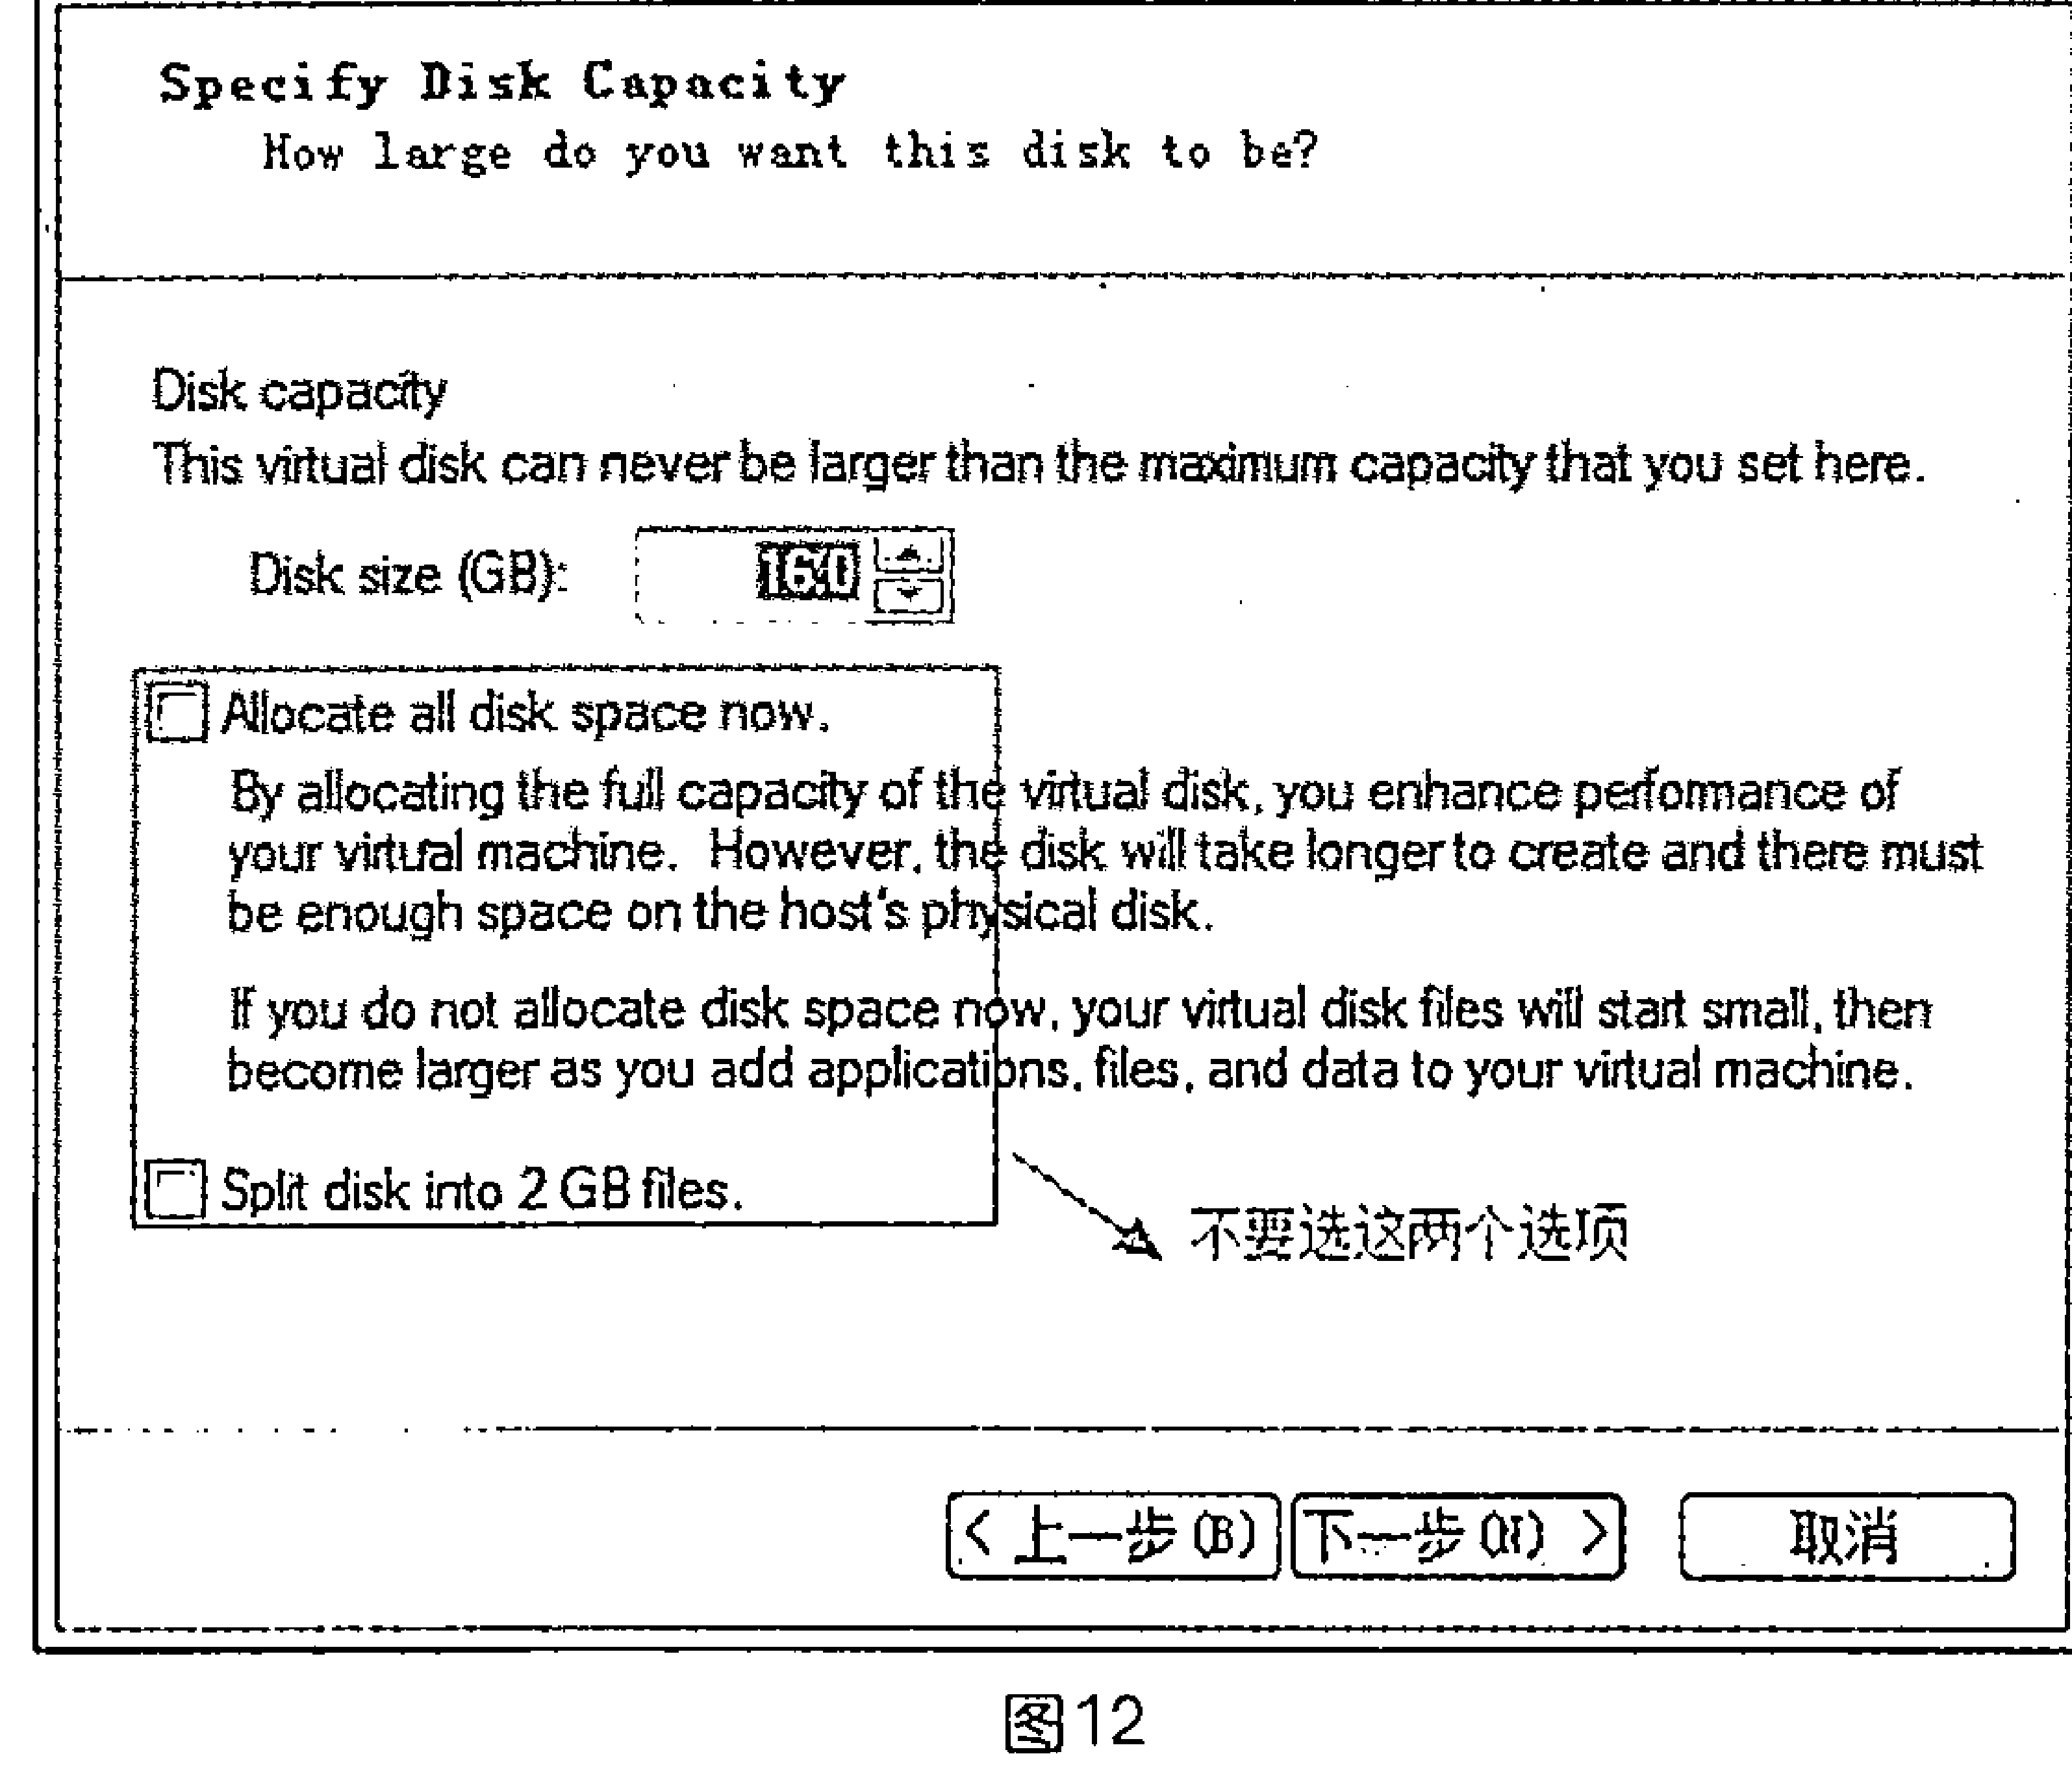 Specify Disk Capacity
How large do you want this disk to be?
Disk capacity
This virtual disk can never be larger than the maximum capacity that you set here.
Disk size (GB): 16.0
Allocate all disk space now.
By allocating the full capacity of the virtual disk, you enhance performance of
your virtual machine. However, the disk will take longer to create and there must
be enough space on the host's physical disk.
If you do not allocate disk space now, your virtual disk files will start small, then
become larger as you add applications, files, and data to your virtual machine.
Split disk into 2 GB files.
不要选这两个选项
< 上一步(B) 下一步(N) > 取消
图12